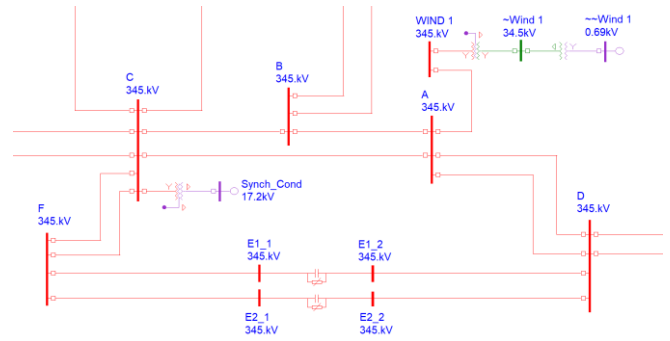 WIND 1
345.kV
~Wind 1
34.5kV
~~Wind 1
0.69kV
C
345.kV
B
345.kV
A
345.kV
Synch_Cond
17.2kV
F
345.kV
D
345.kV
E1_1
345.kV
E1_2
345.kV
E2_1
345.kV
E2_2
345.kV